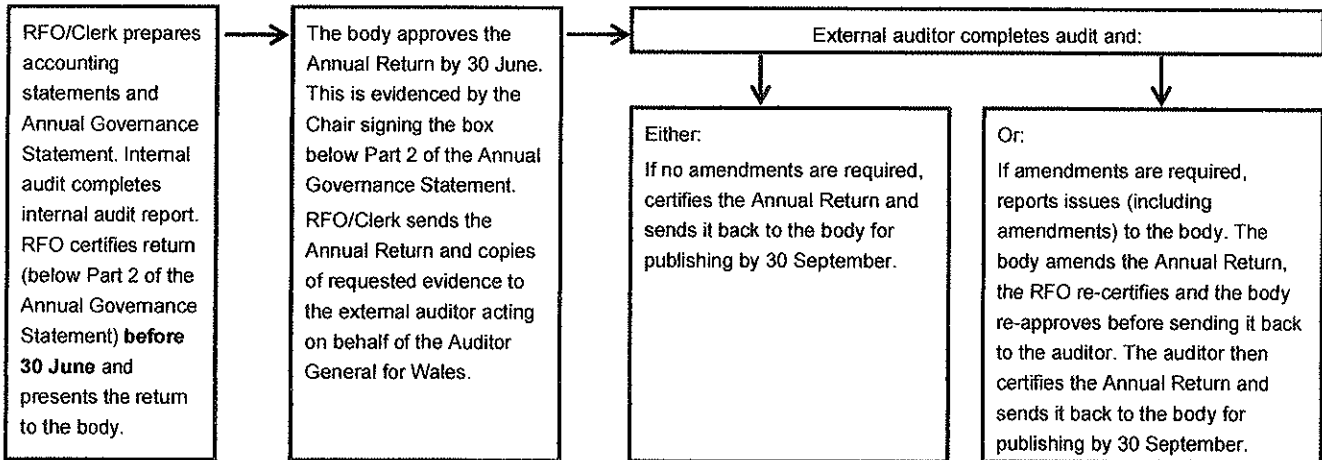 RFO/Clerk prepares
accounting
statements and
Annual Governance
Statement. Internal
audit completes
internal audit report.
RFO certifies return
(below Part 2 of the
Annual Governance
Statement) before
30 June and
presents the return
to the body.
The body approves the
Annual Return by 30 June.
This is evidenced by the
Chair signing the box
below Part 2 of the Annual
Governance Statement.
RFO/Clerk sends the
Annual Return and copies
of requested evidence to
the external auditor acting
on behalf of the Auditor
General for Wales.
External auditor completes audit and:
Either:
If no amendments are required,
certifies the Annual Return and
sends it back to the body for
publishing by 30 September.
Or:
If amendments are required,
reports issues (including
amendments) to the body. The
body amends the Annual Return,
the RFO re-certifies and the body
re-approves before sending it back
to the auditor. The auditor then
certifies the Annual Return and
sends it back to the body for
publishing by 30 September.